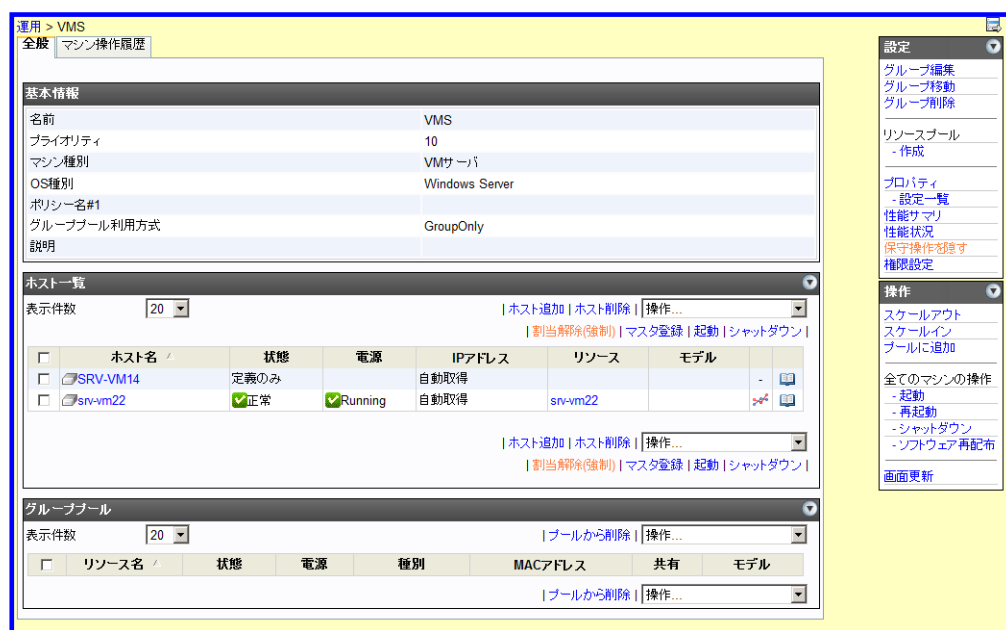 運用 > VMS
全般 マシン操作履歴
基本情報
名前 VMS
プライオリティ 10
マシン種別 VMサーバ
OS種別 Windows Server
ポリシー名#1
グループプール利用方式 GroupOnly
説明
ホスト一覧
表示件数 20 | ホスト追加 | ホスト削除 | 操作...
| 割当解除(強制) | マスタ登録 | 起動 | シャットダウン |
ホスト名 状態 電源 IPアドレス リソース モデル
SRV-VM14 定義のみ 自動取得 -
srv-vm22 正常 Running 自動取得 srv-vm22
| ホスト追加 | ホスト削除 | 操作...
| 割当解除(強制) | マスタ登録 | 起動 | シャットダウン |
グループプール
表示件数 20 | プールから削除 | 操作...
リソース名 状態 電源 種別 MACアドレス 共有 モデル
| プールから削除 | 操作...
設定
グループ編集
グループ移動
グループ削除
リソースプール
- 作成
プロパティ
- 設定一覧
性能サマリ
性能状況
保守操作を隠す
権限設定
操作
スケールアウト
スケールイン
プールに追加
全てのマシンの操作
- 起動
- 再起動
- シャットダウン
- ソフトウェア再配布
画面更新